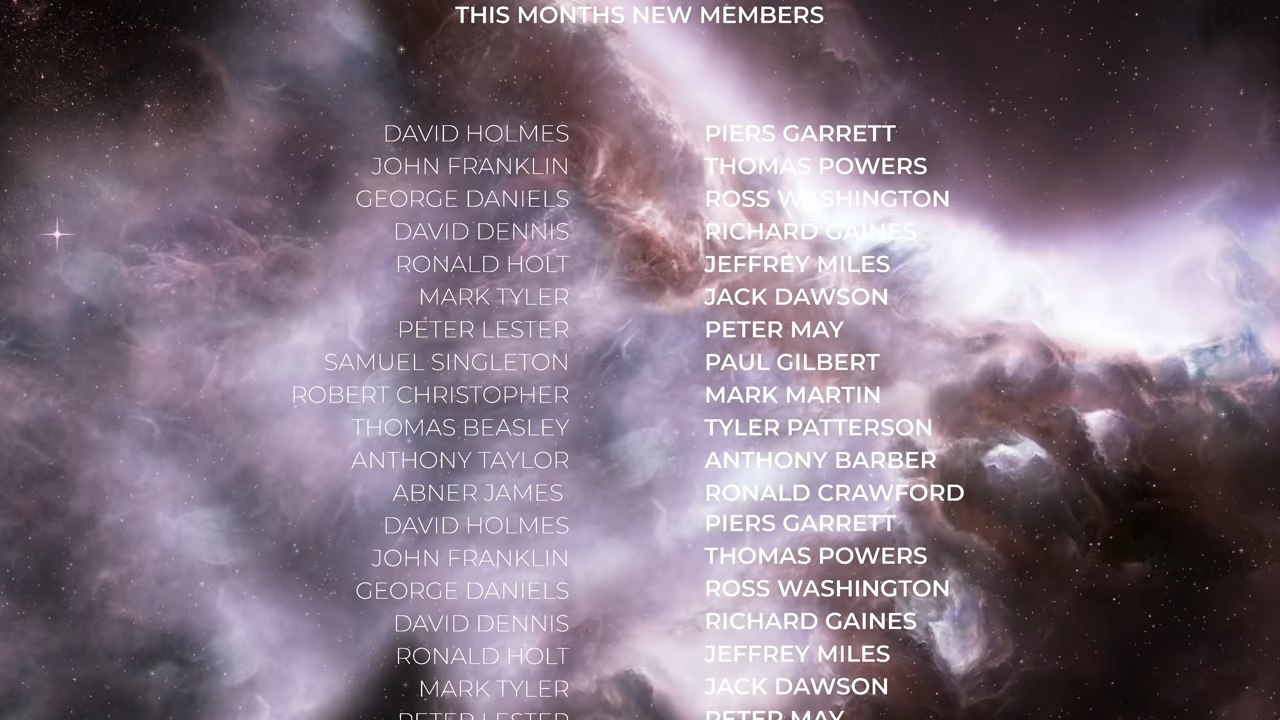 THIS MONTHS NEW MEMBERS
DAVID HOLMES PIERS GARRETT
JOHN FRANKLIN THOMAS POWERS
GEORGE DANIELS ROSS WASHINGTON
DAVID DENNIS RICHARD GAINES
RONALD HOLT JEFFREY MILES
MARK TYLER JACK DAWSON
PETER LESTER PETER MAY
SAMUEL SINGLETON PAUL GILBERT
ROBERT CHRISTOPHER MARK MARTIN
THOMAS BEASLEY TYLER PATTERSON
ANTHONY TAYLOR ANTHONY BARBER
ABNER JAMES RONALD CRAWFORD
DAVID HOLMES PIERS GARRETT
JOHN FRANKLIN THOMAS POWERS
GEORGE DANIELS ROSS WASHINGTON
DAVID DENNIS RICHARD GAINES
RONALD HOLT JEFFREY MILES
MARK TYLER JACK DAWSON
PETER LESTER PETER MAY